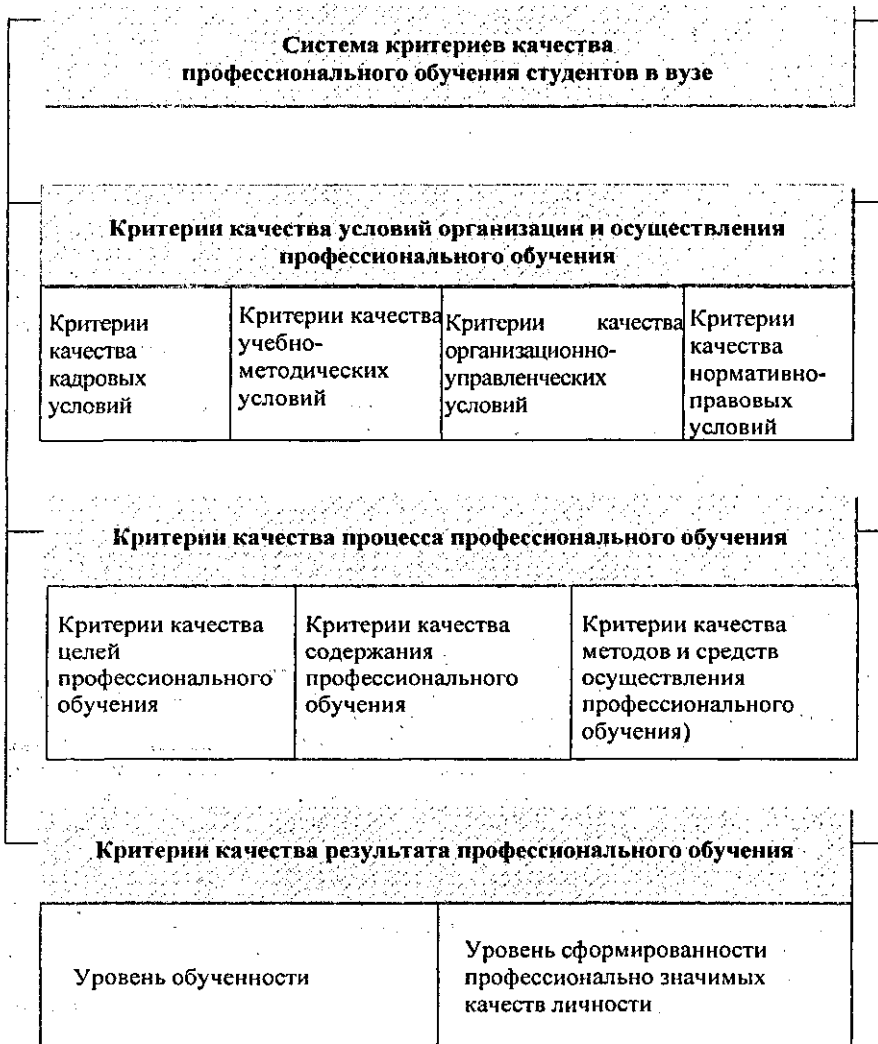 Система критериев качества
профессионального обучения студентов в вузе
Критерии качества условий организации и осуществления
профессионального обучения
Критерии
качества
кадровых
условий
Критерии качества
учебно-
методических
условий
Критерии качества
организационно-
управленческих
условий
Критерии
качества
нормативно-
правовых
условий
Критерии качества процесса профессионального обучения
Критерии качества
целей
профессионального
обучения
Критерии качества
содержания
профессионального
обучения
Критерии качества
методов и средств
осуществления
профессионального
обучения)
Критерии качества результата профессионального обучения
Уровень обученности
Уровень сформированности
профессионально значимых
качеств личности